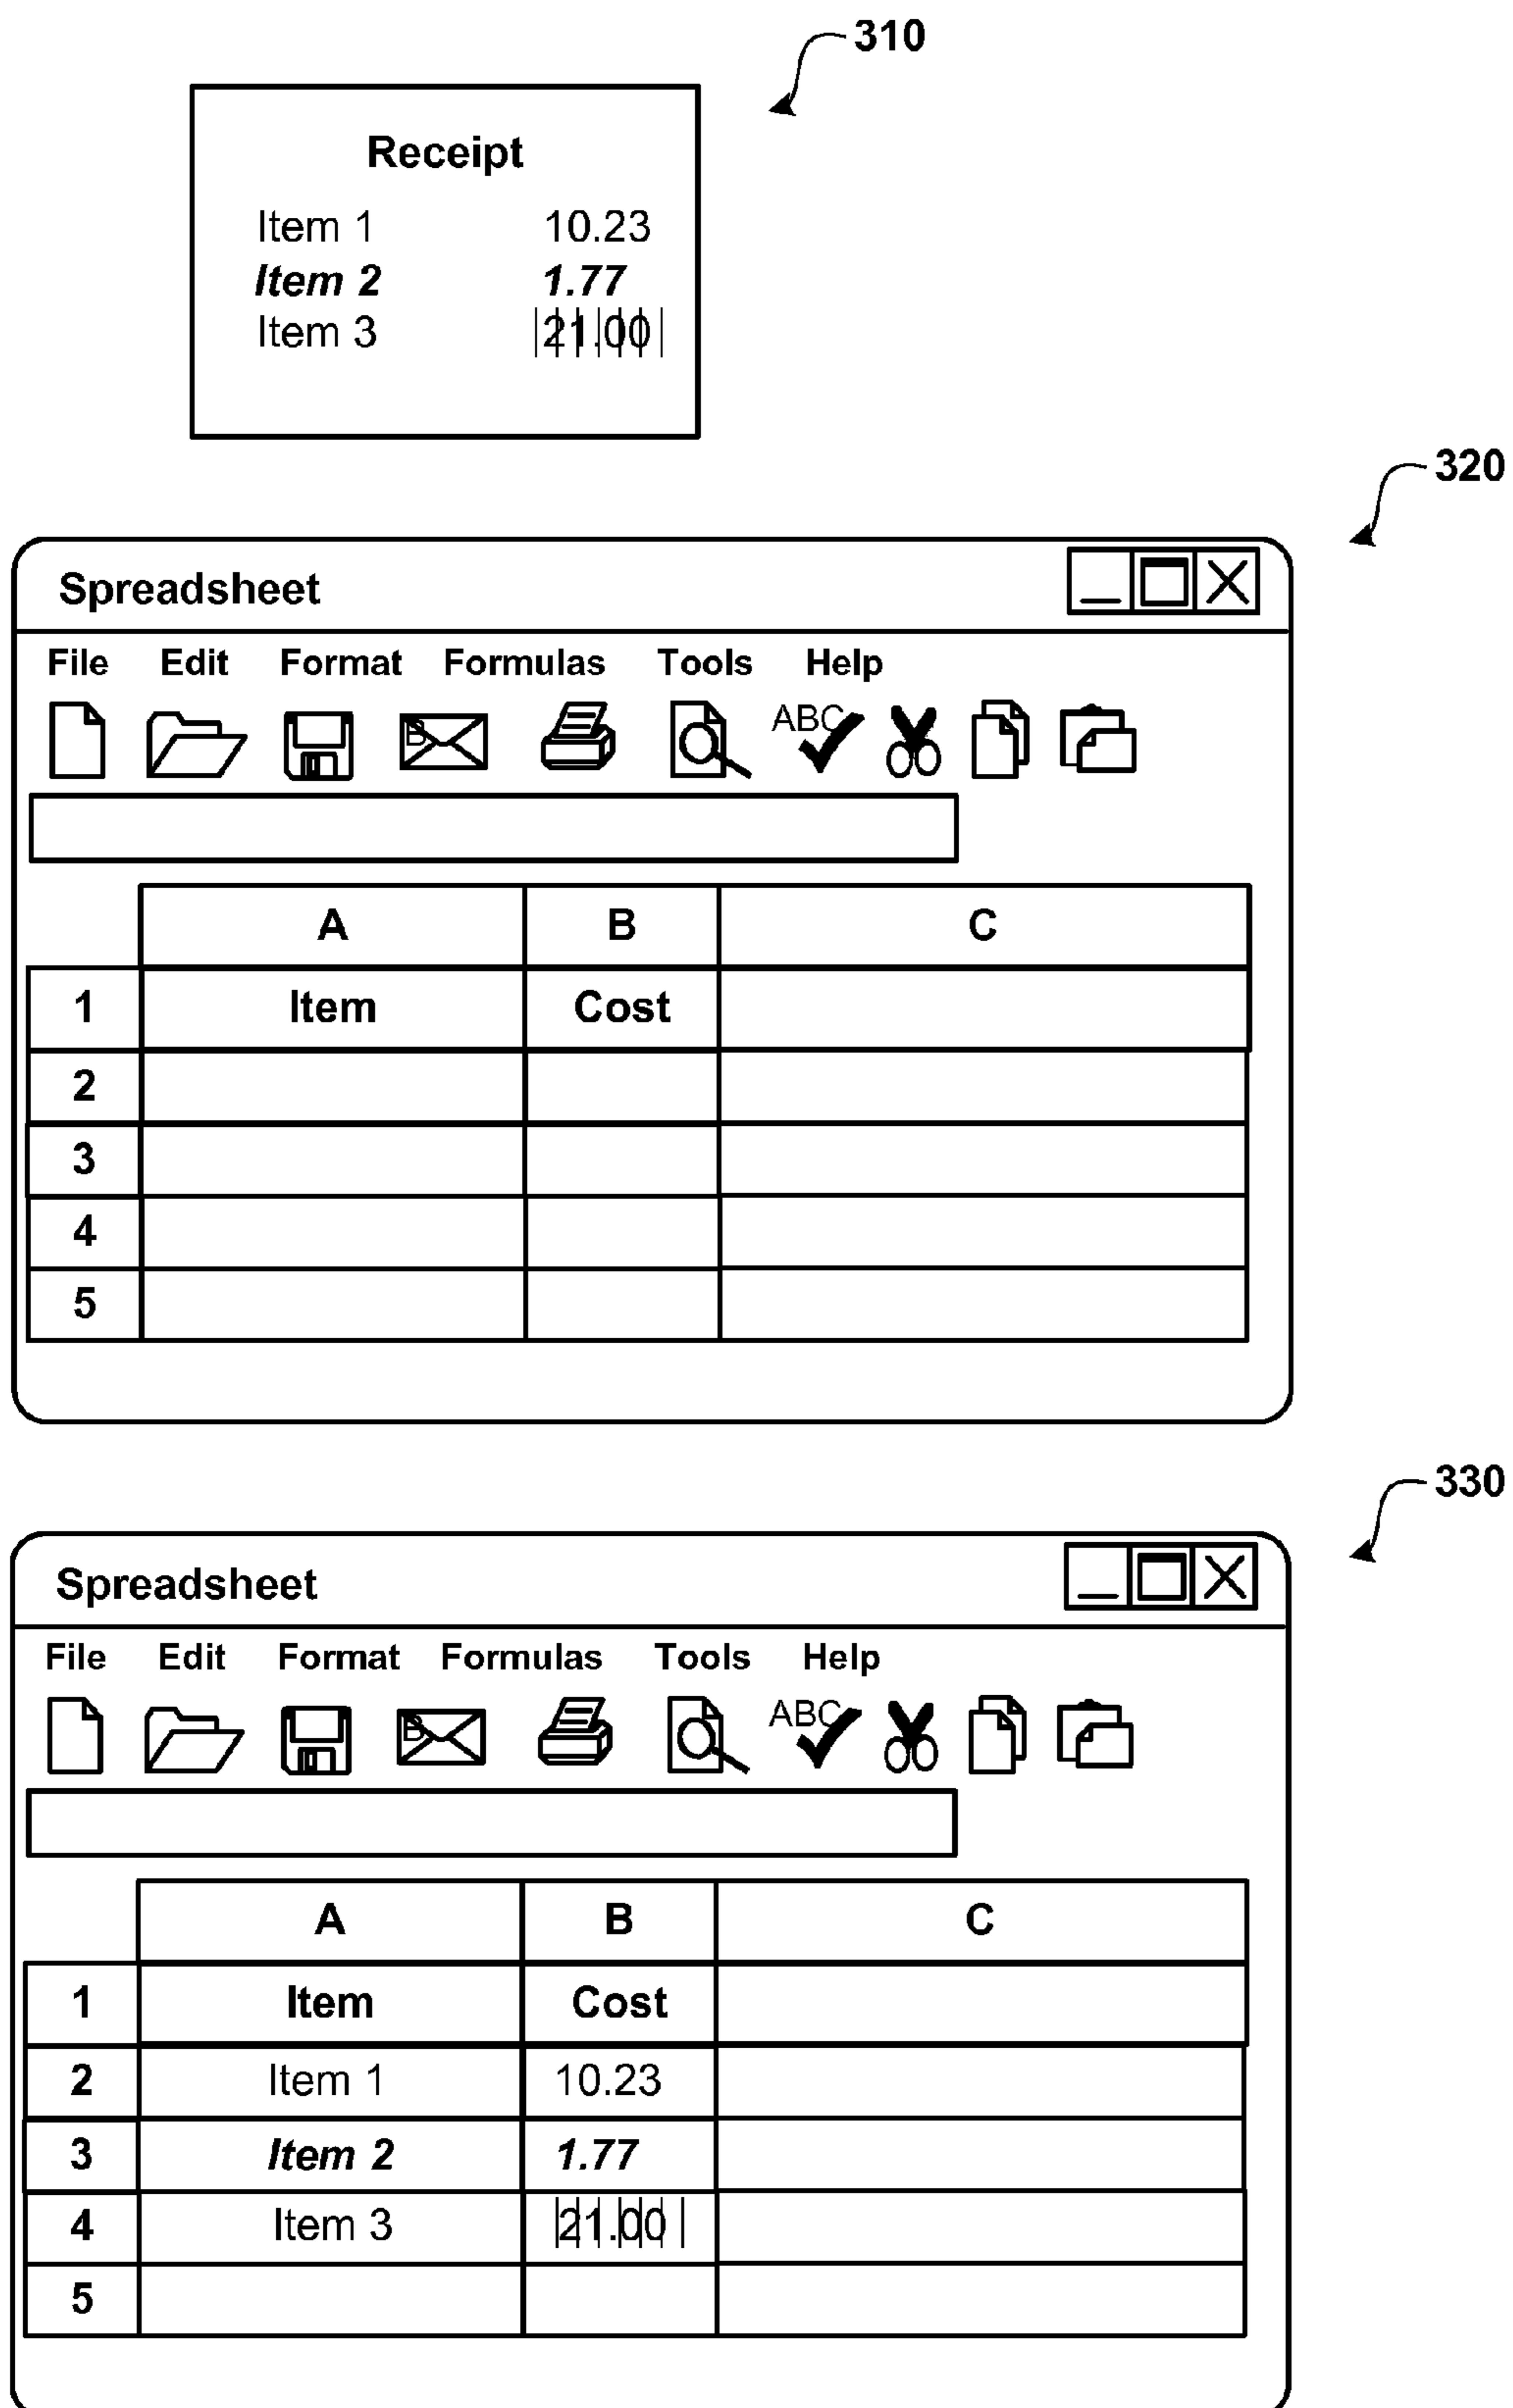 310
Receipt
Item 1 10.23
Item 2 1.77
Item 3 21.00
320
Spreadsheet
File Edit Format Formulas Tools Help
B ABC
A B C
1 Item Cost
2
3
4
5
330
Spreadsheet
File Edit Format Formulas Tools Help
B ABC
A B C
1 Item Cost
2 Item 1 10.23
3 Item 2 1.77
4 Item 3 21.00
5